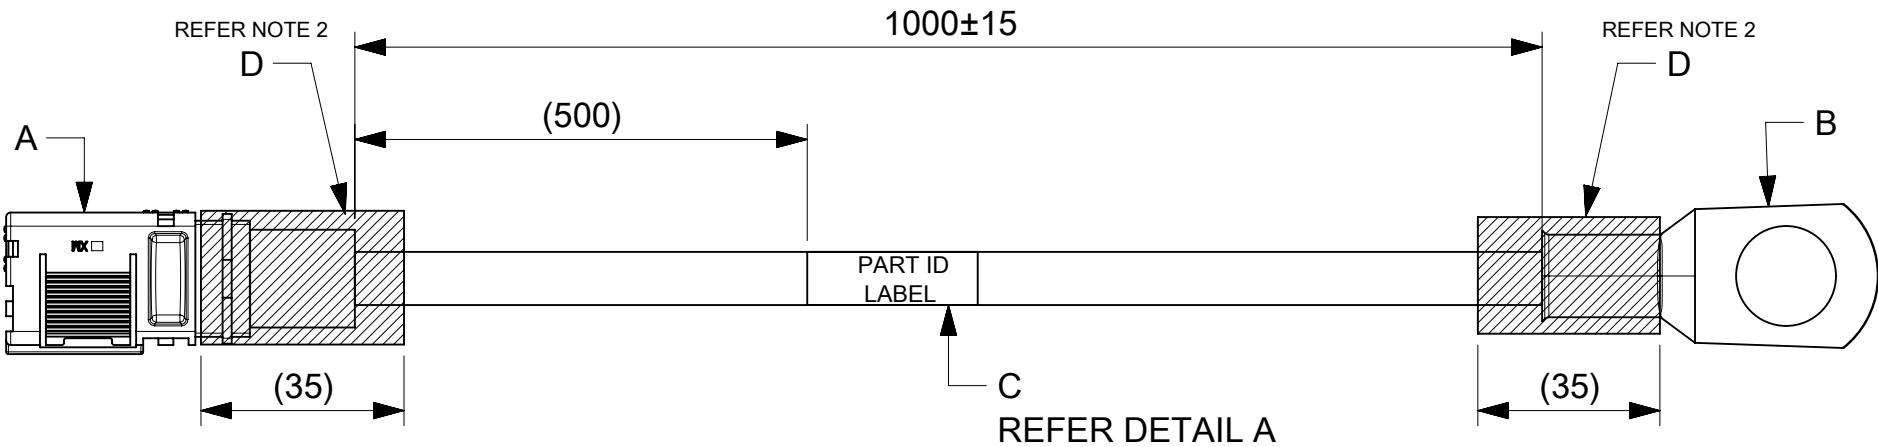 1000±15
REFER NOTE 2
D
REFER NOTE 2
D
(500)
A
B
PART ID
LABEL
(35)
C
REFER DETAIL A
(35)